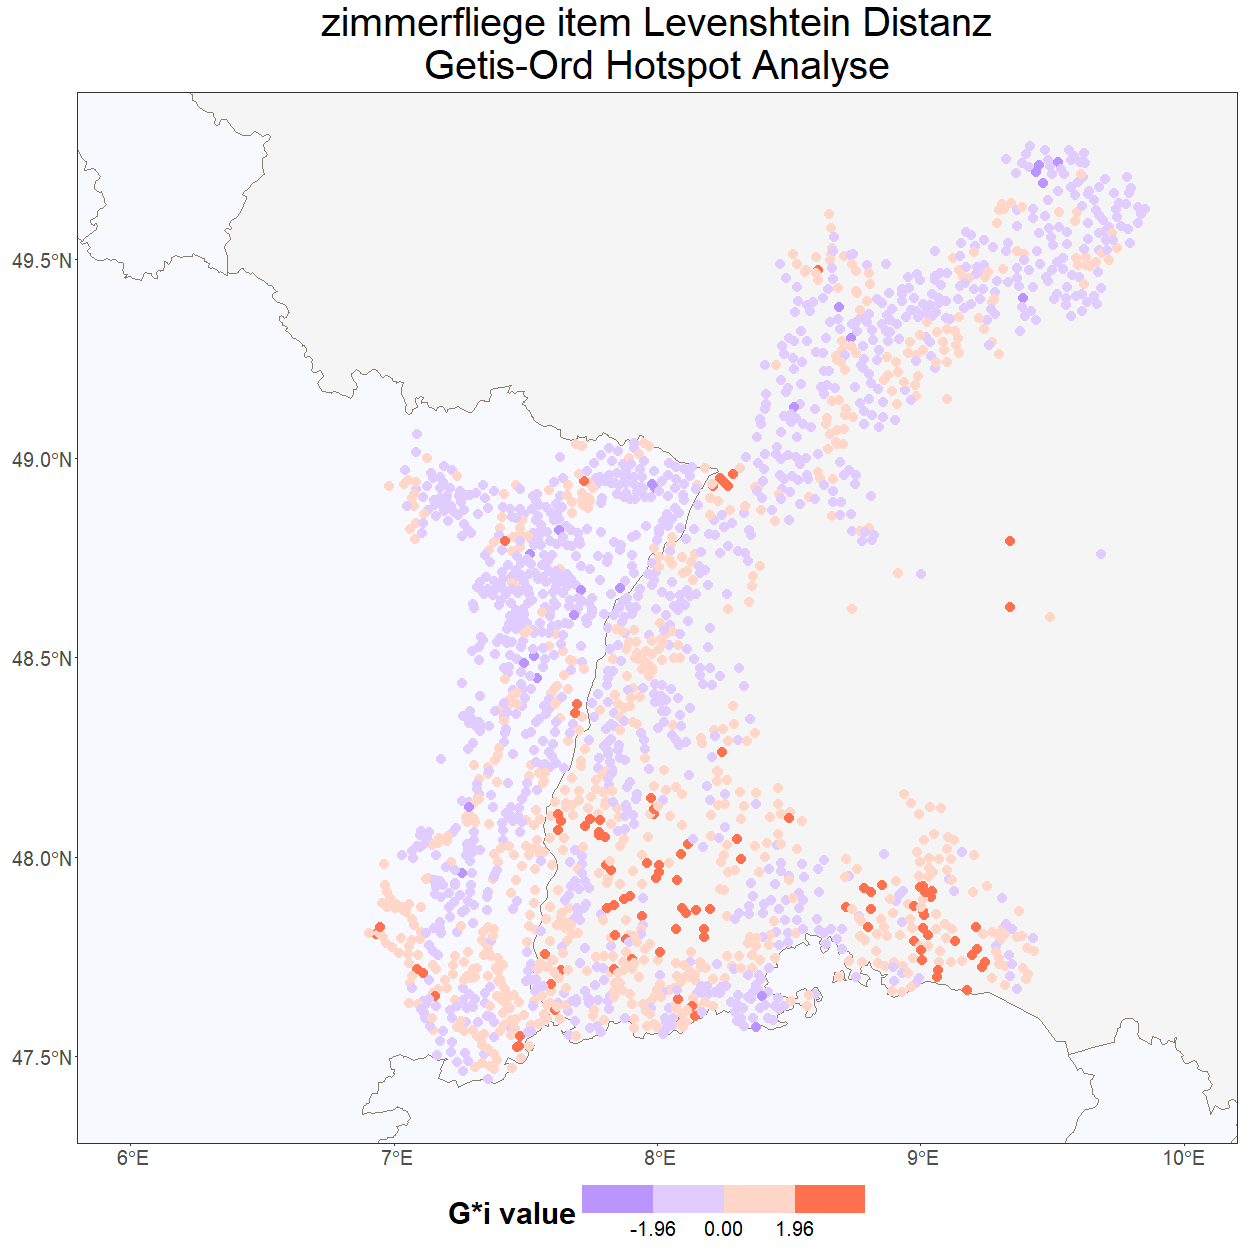 zimmerfliege item Levenshtein Distanz
Getis-Ord Hotspot Analyse
49.5°N
49.0°N
48.5°N
48.0°N
47.5°N
6°E 7°E 8°E 9°E 10°E
G*i value
-1.96 0.00 1.96